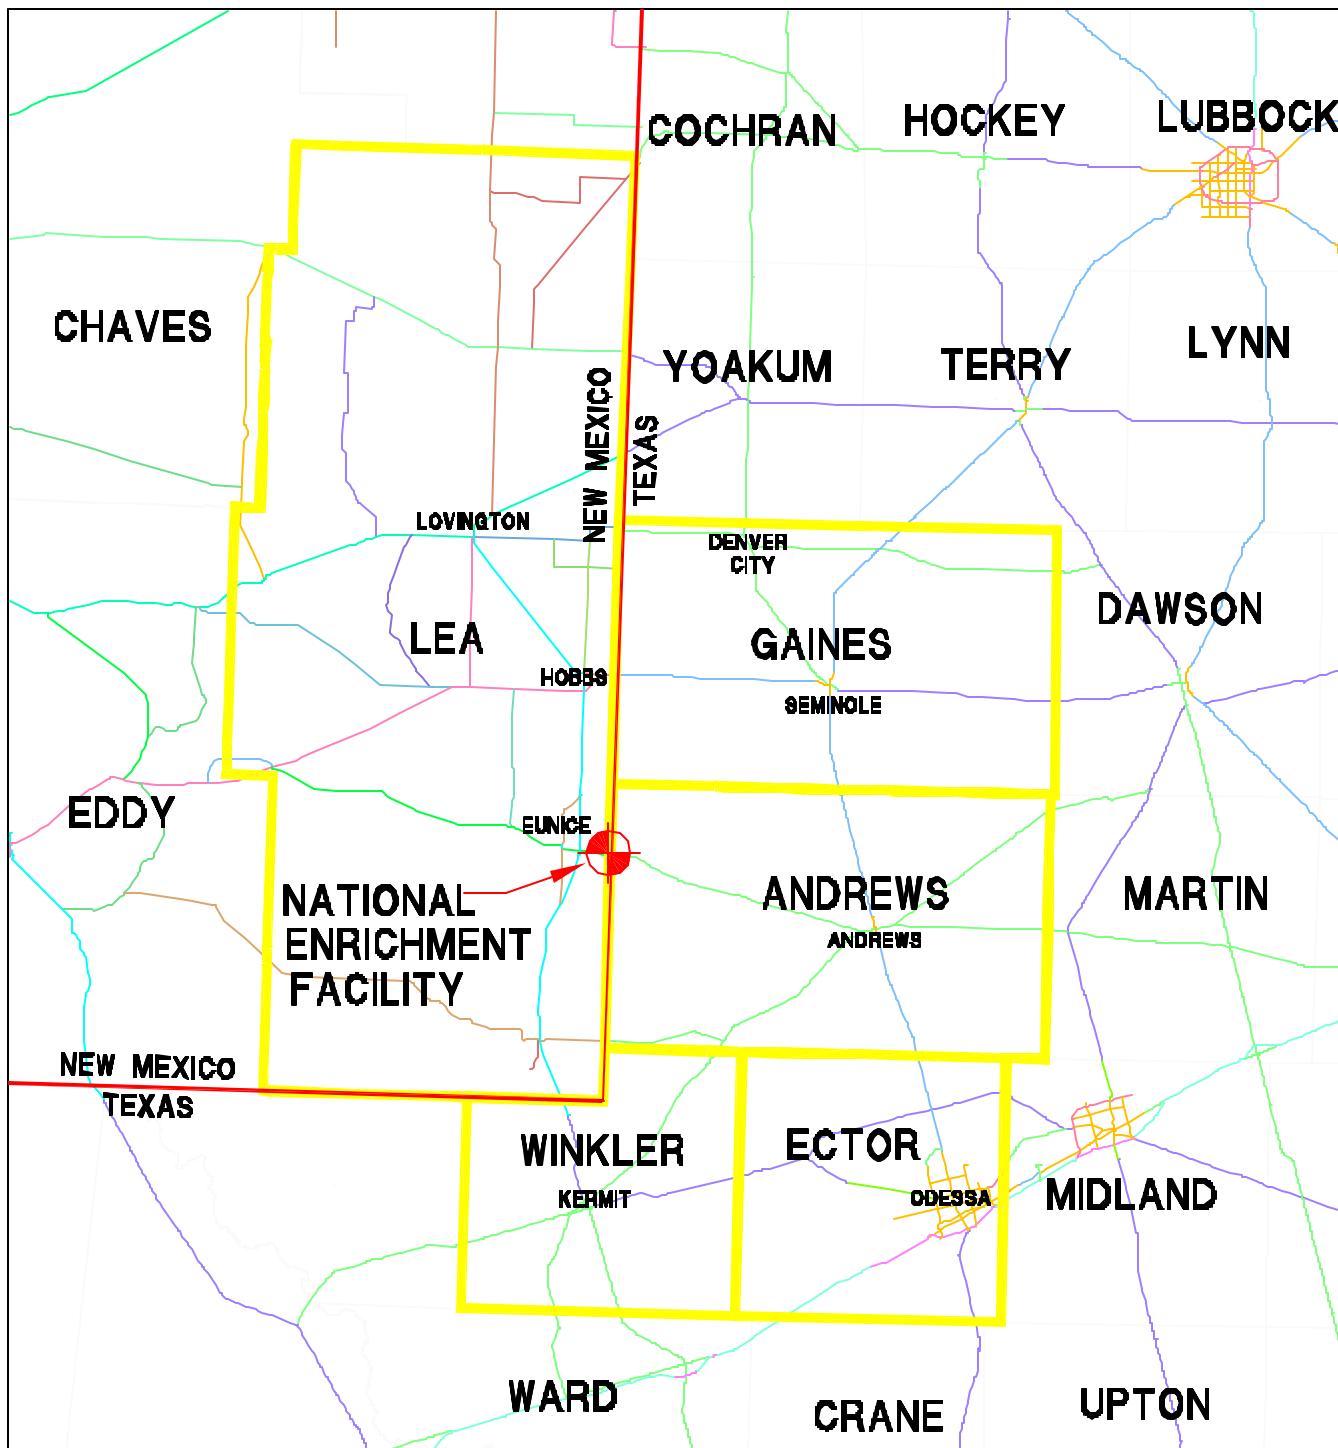 COCHRAN
HOCKEY
LUBBOCK
CHAVES
YOAKUM
TERRY
LYNN
NEW MEXICO
TEXAS
LOVINGTON
DENVER
CITY
LEA
GAINES
DAWSON
HOBBS
SEMINOLE
EDDY
EUNICE
NATIONAL
ENRICHMENT
FACILITY
ANDREWS
ANDREWS
MARTIN
NEW MEXICO
TEXAS
WINKLER
ECTOR
KERMIT
ODESSA
MIDLAND
WARD
CRANE
UPTON